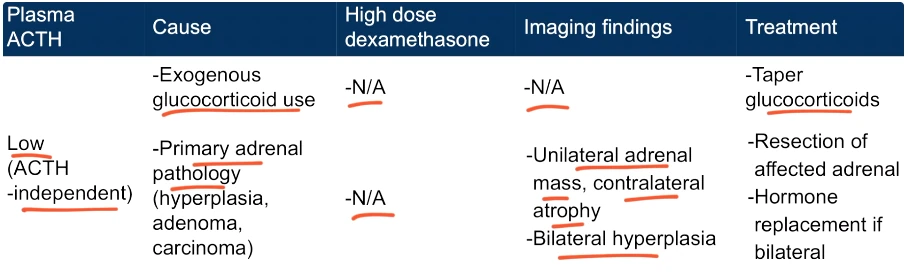 Plasma ACTH
Cause
High dose dexamethasone
Imaging findings
Treatment
Low
(ACTH
-independent)
-Exogenous
glucocorticoid use
-N/A
-N/A
-Taper
glucocorticoids
-Primary adrenal
pathology
(hyperplasia,
adenoma,
carcinoma)
-N/A
-Unilateral adrenal
mass, contralateral
atrophy
-Bilateral hyperplasia
-Resection of
affected adrenal
-Hormone
replacement if
bilateral